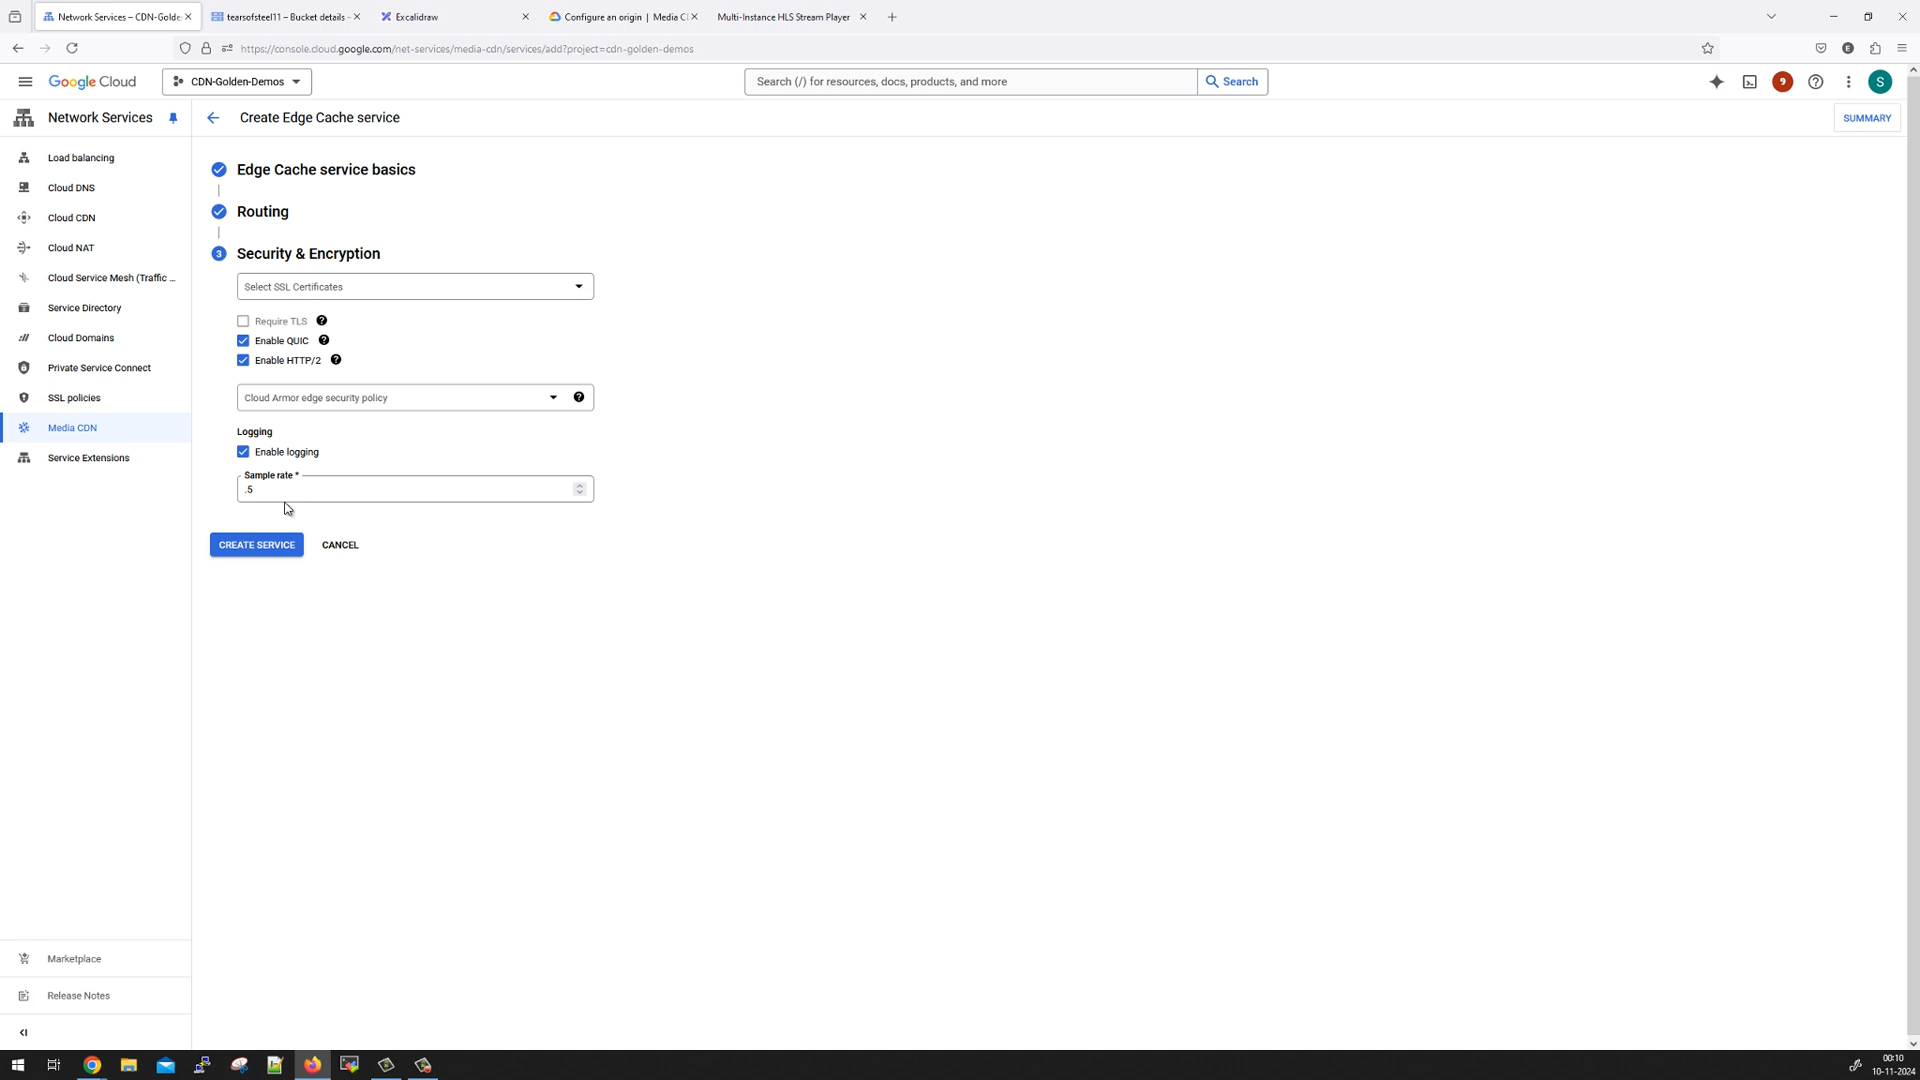 Network Services – CDN-Golde
tearsofsteel11 – Bucket details –
Excalidraw
Configure an origin | Media C
Multi-Instance HLS Stream Player
https://console.cloud.google.com/net-services/media-cdn/services/add?project=cdn-golden-demos
E
Google Cloud
CDN-Golden-Demos
Search (/) for resources, docs, products, and more
Search
9
S
Network Services
Create Edge Cache service
SUMMARY
Load balancing
Cloud DNS
Cloud CDN
Cloud NAT
Cloud Service Mesh (Traffic ...
Service Directory
Cloud Domains
Private Service Connect
SSL policies
Media CDN
Service Extensions
Marketplace
Release Notes
Edge Cache service basics
Routing
3
Security & Encryption
Select SSL Certificates
Require TLS
Enable QUIC
Enable HTTP/2
Cloud Armor edge security policy
Logging
Enable logging
Sample rate *
.5
CREATE SERVICE
CANCEL
00:10
10-11-2024